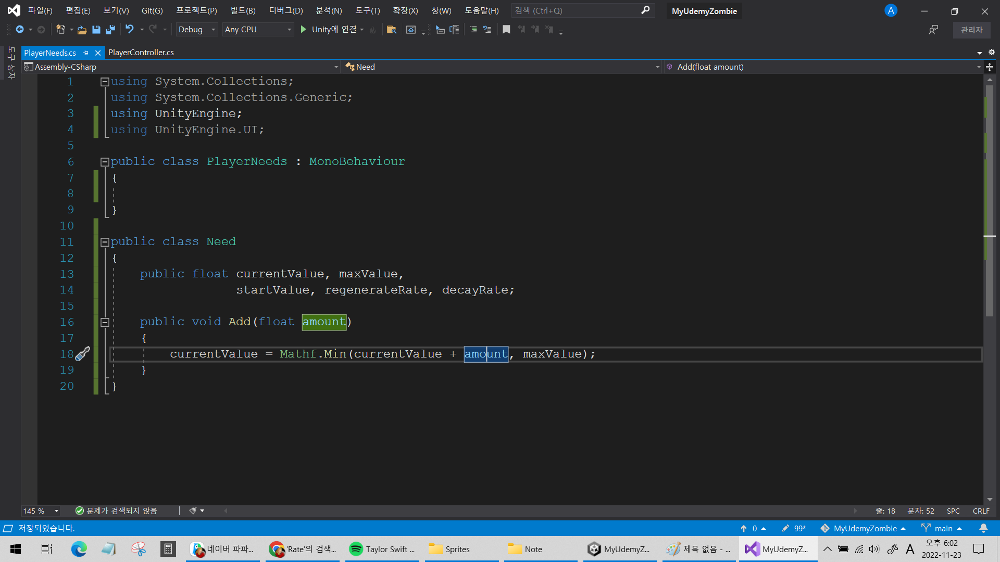 파일(F) 편집(E) 보기(V) Git(G) 프로젝트(P) 빌드(B) 디버그(D) 분석(N) 도구(T) 확장(X) 창(W) 도움말(H) 검색 (Ctrl+Q) MyUdemyZombie A
Debug Any CPU Unity에 연결 관리자
도구 상자
PlayerNeeds.cs PlayerController.cs
Assembly-CSharp Need Add(float amount)
1 using System.Collections;
2 using System.Collections.Generic;
3 using UnityEngine;
4 using UnityEngine.UI;
5
6 public class PlayerNeeds : MonoBehaviour
7 {
8
9 }
10
11 public class Need
12 {
13 public float currentValue, maxValue,
14 startValue, regenerateRate, decayRate;
15
16 public void Add(float amount)
17 {
18 currentValue = Mathf.Min(currentValue + amount, maxValue);
19 }
20 }
145 % 문제가 검색되지 않음 줄: 18 문자: 52 SPC CRLF
저장되었습니다. 0 99* MyUdemyZombie main
네이버 파파... 'Rate'의 검색... Taylor Swift ... Sprites Note MyUdemyZ... 제목 없음 - ... MyUdemyZ... A 오후 6:02
2022-11-23